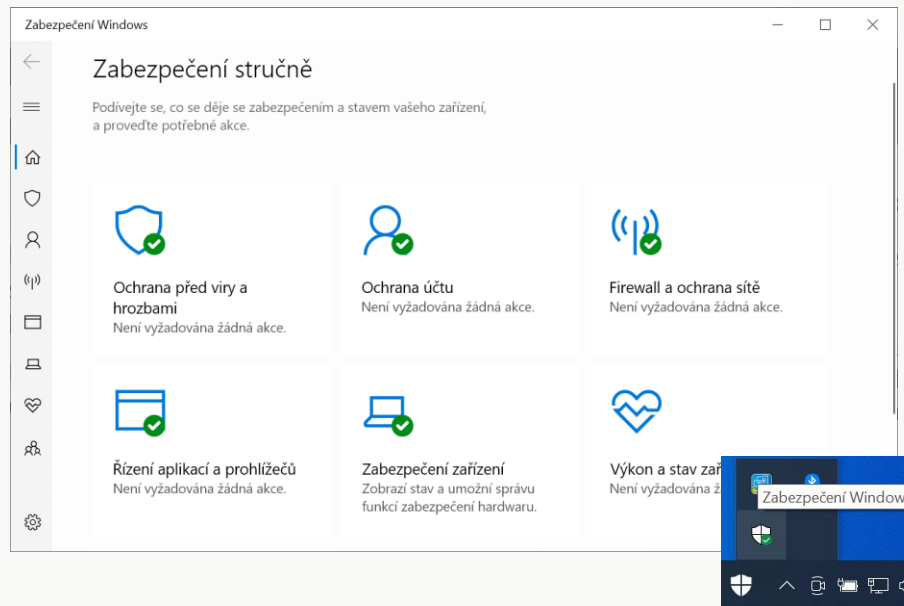 Zabezpečení Windows
Zabezpečení stručně
Podívejte se, co se děje se zabezpečením a stavem vašeho zařízení,
a proveďte potřebné akce.
Ochrana před viry a
hrozbami
Není vyžadována žádná akce.
Ochrana účtu
Není vyžadována žádná akce.
Firewall a ochrana sítě
Není vyžadována žádná akce.
Řízení aplikací a prohlížečů
Není vyžadována žádná akce.
Zabezpečení zařízení
Zobrazí stav a umožní správu
funkcí zabezpečení hardwaru.
Výkon a stav
Není vyžadována
Zabezpečení Window